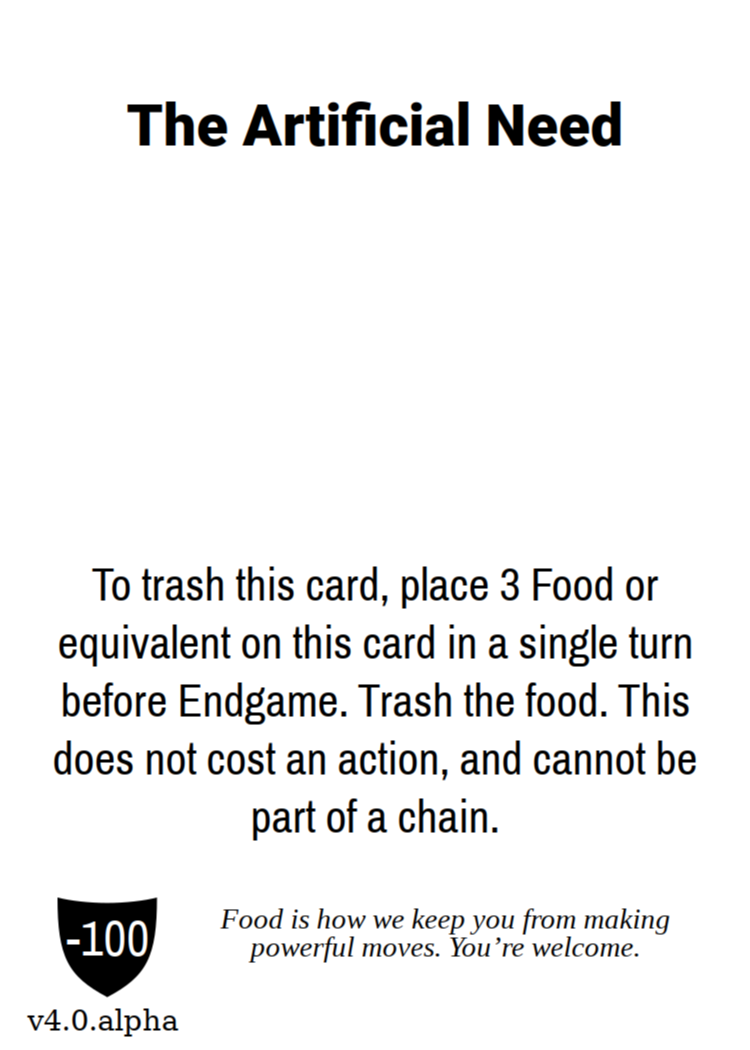 The Artificial Need
To trash this card, place 3 Food or
equivalent on this card in a single turn
before Endgame. Trash the food. This
does not cost an action, and cannot be
part of a chain.
-100
Food is how we keep you from making
powerful moves. You’re welcome.
v4.0.alpha